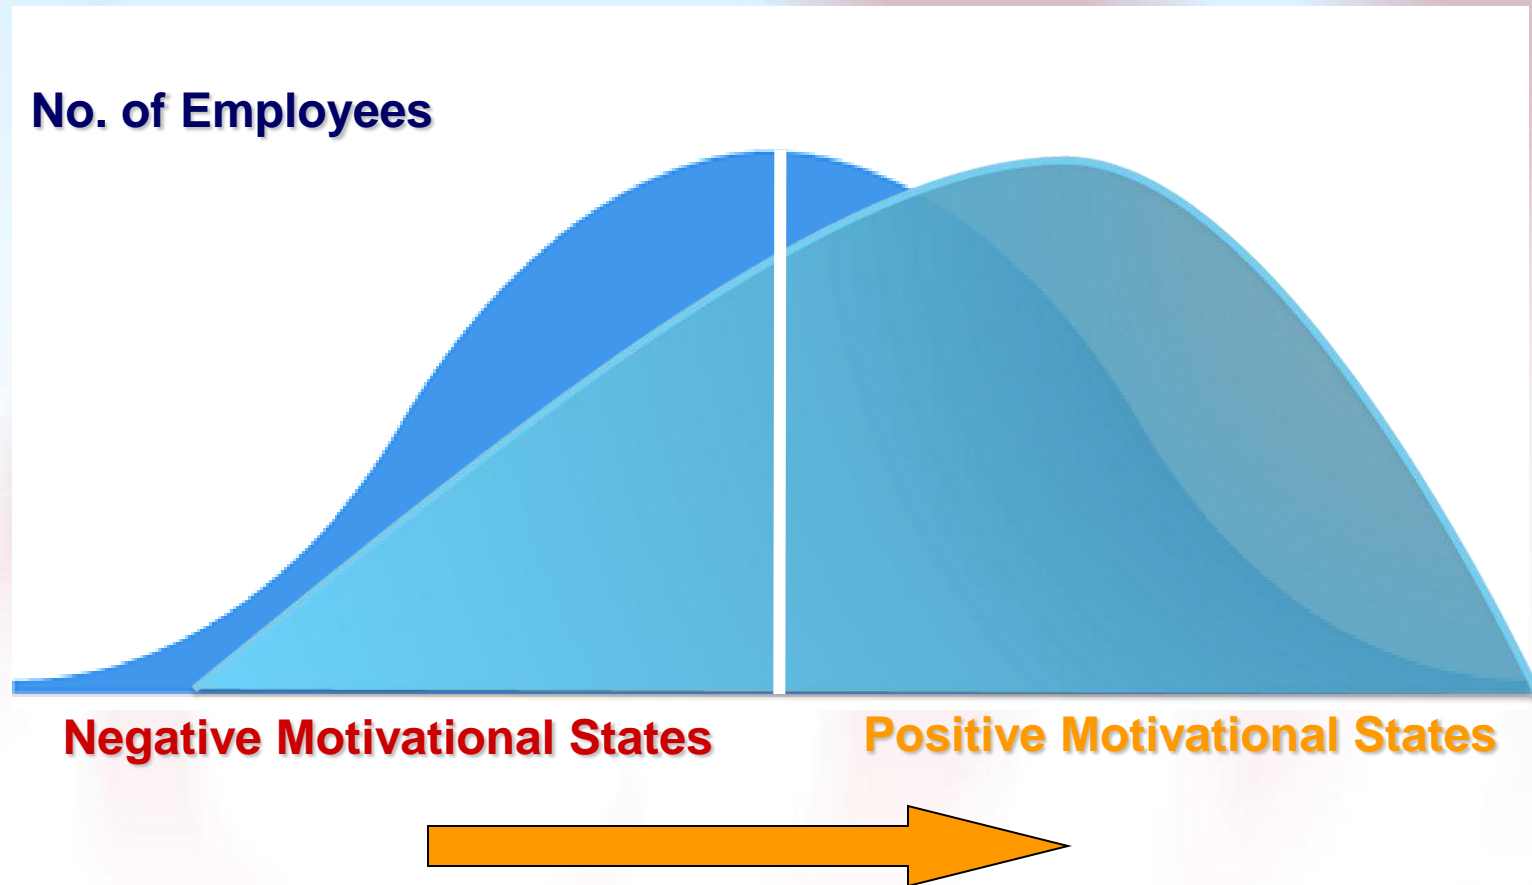 No. of Employees
Negative Motivational States
Positive Motivational States